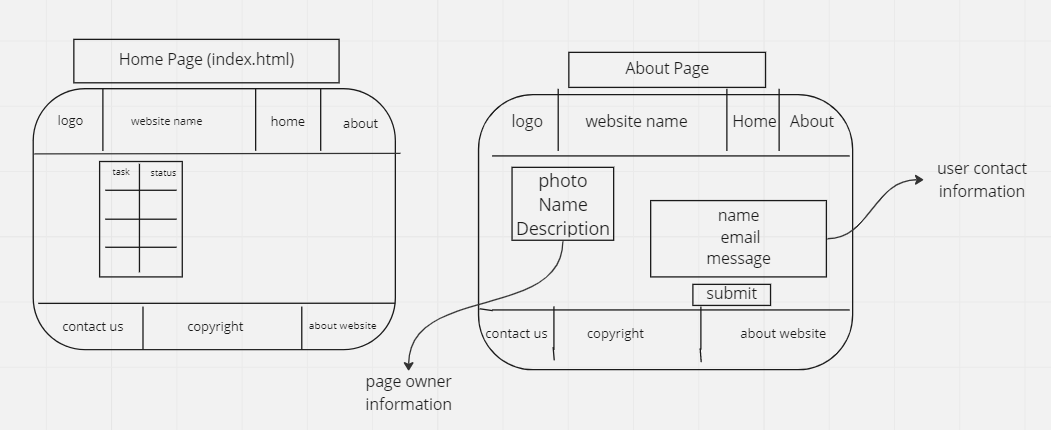 Home Page (index.html)
logo
website name
home
about
task
status
contact us
copyright
about website
About Page
logo
website name
Home
About
photo
Name
Description
name
email
message
submit
contact us
copyright
about website
user contact
information
page owner
information